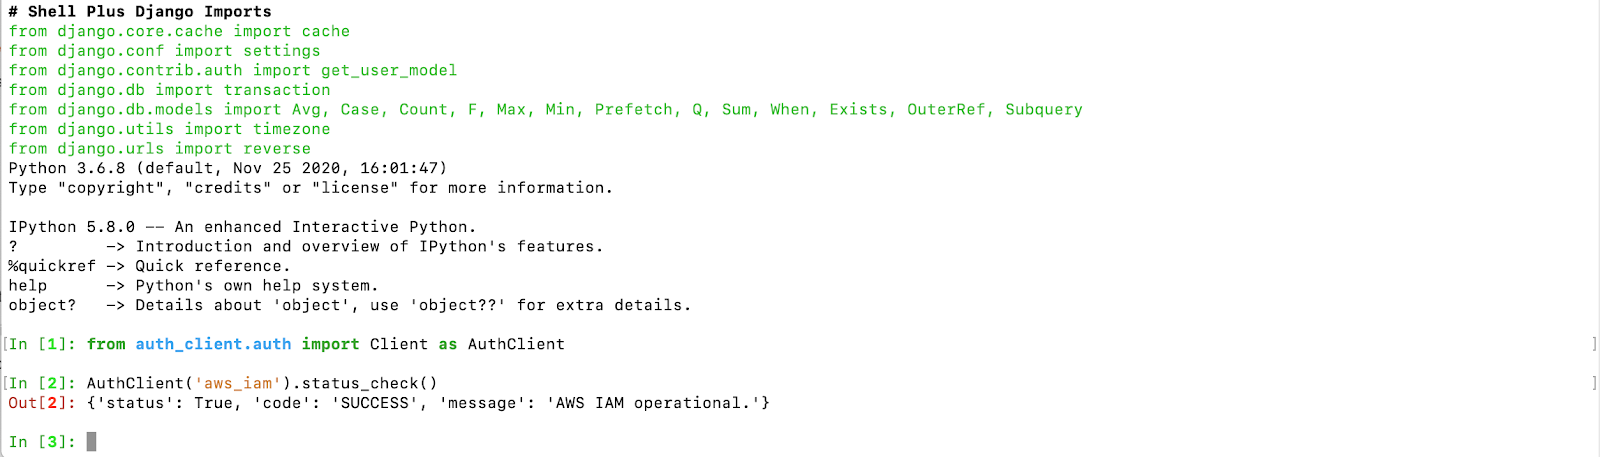 # Shell Plus Django Imports
from django.core.cache import cache
from django.conf import settings
from django.contrib.auth import get_user_model
from django.db import transaction
from django.db.models import Avg, Case, Count, F, Max, Min, Prefetch, Q, Sum, When, Exists, OuterRef, Subquery
from django.utils import timezone
from django.urls import reverse
Python 3.6.8 (default, Nov 25 2020, 16:01:47)
Type "copyright", "credits" or "license" for more information.
IPython 5.8.0 -- An enhanced Interactive Python.
?         -> Introduction and overview of IPython's features.
%quickref -> Quick reference.
help      -> Python's own help system.
object?   -> Details about 'object', use 'object??' for extra details.
[In [1]: from auth_client.auth import Client as AuthClient ]
[In [2]: AuthClient('aws_iam').status_check() ]
Out[2]: {'status': True, 'code': 'SUCCESS', 'message': 'AWS IAM operational.'}
In [3]: